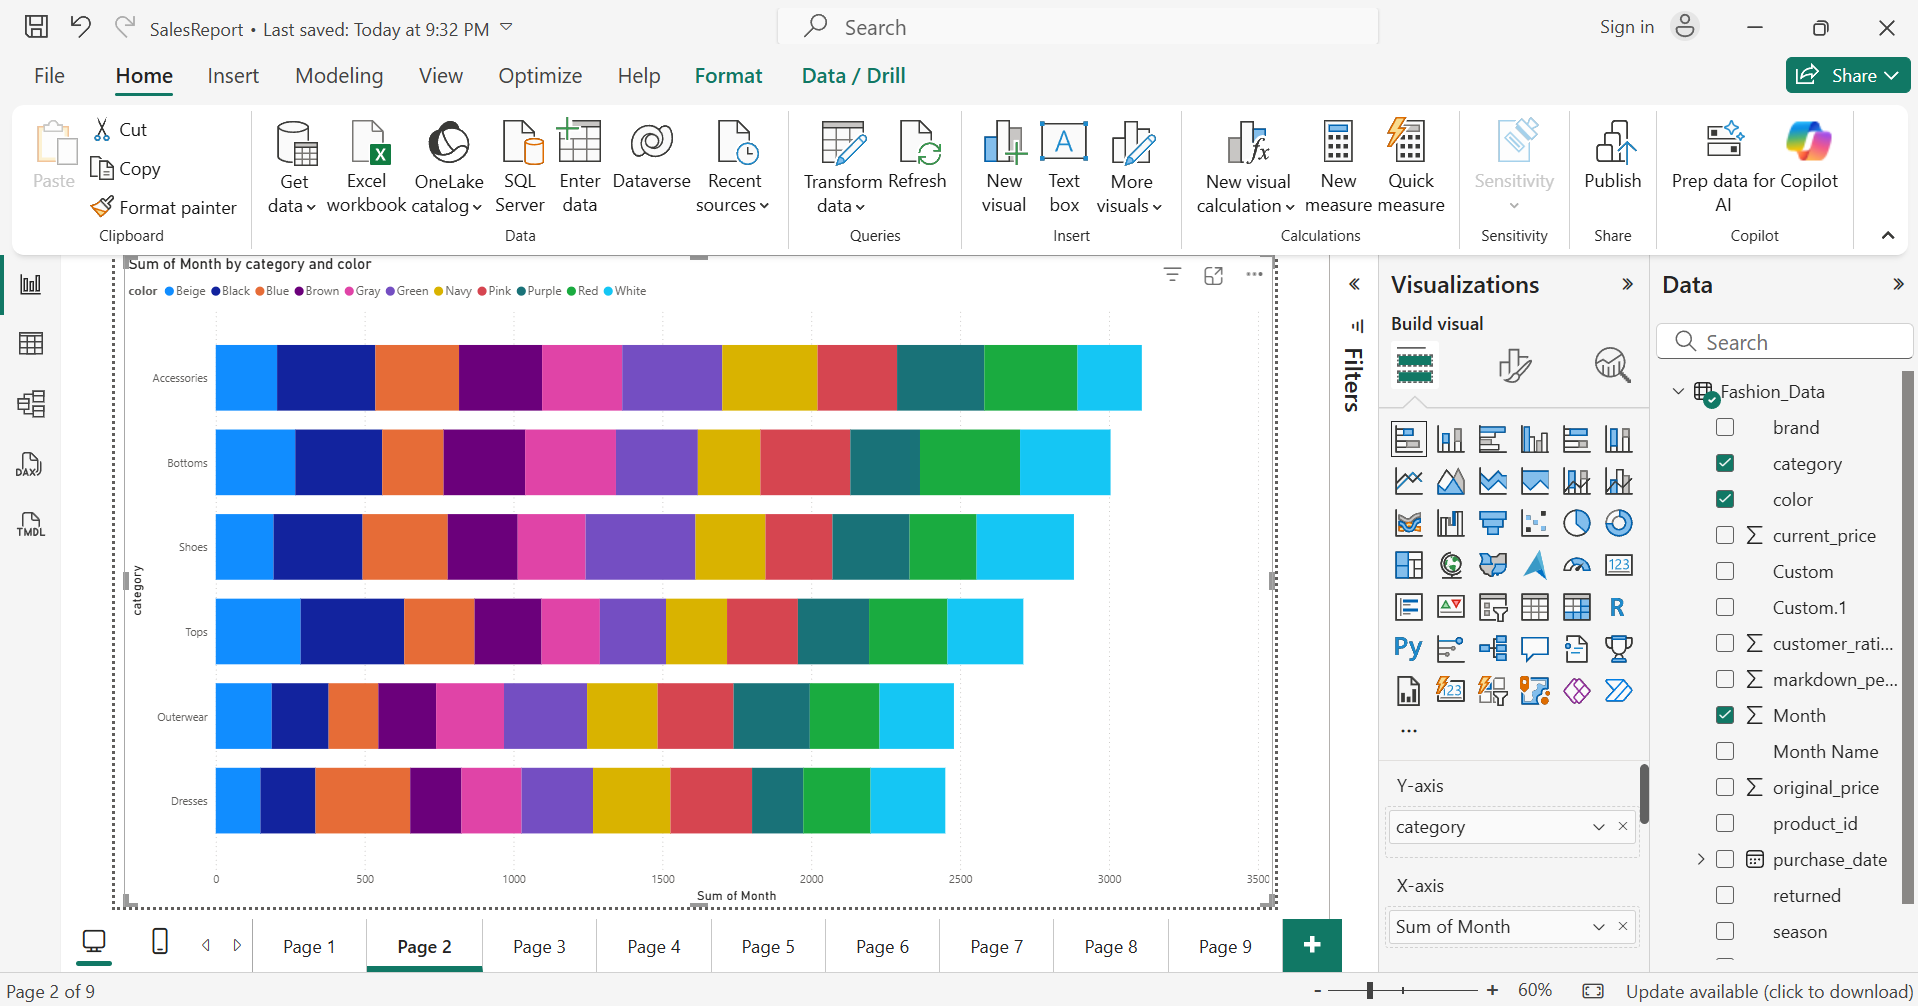 SalesReport • Last saved: Today at 9:32 PM
Search
Sign in
File
Home
Insert
Modeling
View
Optimize
Help
Format
Data / Drill
Share
Paste
Cut
Copy
Format painter
Clipboard
Get data
Excel workbook
OneLake catalog
SQL Server
Enter data
Dataverse
Recent sources
Data
Transform data
Refresh
Queries
New visual
Text box
More visuals
Insert
New visual calculation
New measure
Quick measure
Calculations
Sensitivity
Sensitivity
Publish
Share
Prep data for AI
Copilot
Copilot
DAX
TMDL
Sum of Month by category and color
color Beige Black Blue Brown Gray Green Navy Pink Purple Red White
category
Accessories
Bottoms
Shoes
Tops
Outerwear
Dresses
0 500 1000 1500 2000 2500 3000 3500
Sum of Month
Filters
Visualizations
Build visual
123
R
Py
123
Y-axis
category
X-axis
Sum of Month
Data
Search
Fashion_Data
brand
category
color
current_price
Custom
Custom.1
customer_rati...
markdown_pe...
Month
Month Name
original_price
product_id
purchase_date
returned
season
Page 1
Page 2
Page 3
Page 4
Page 5
Page 6
Page 7
Page 8
Page 9
Page 2 of 9
- + 60%
Update available (click to download)